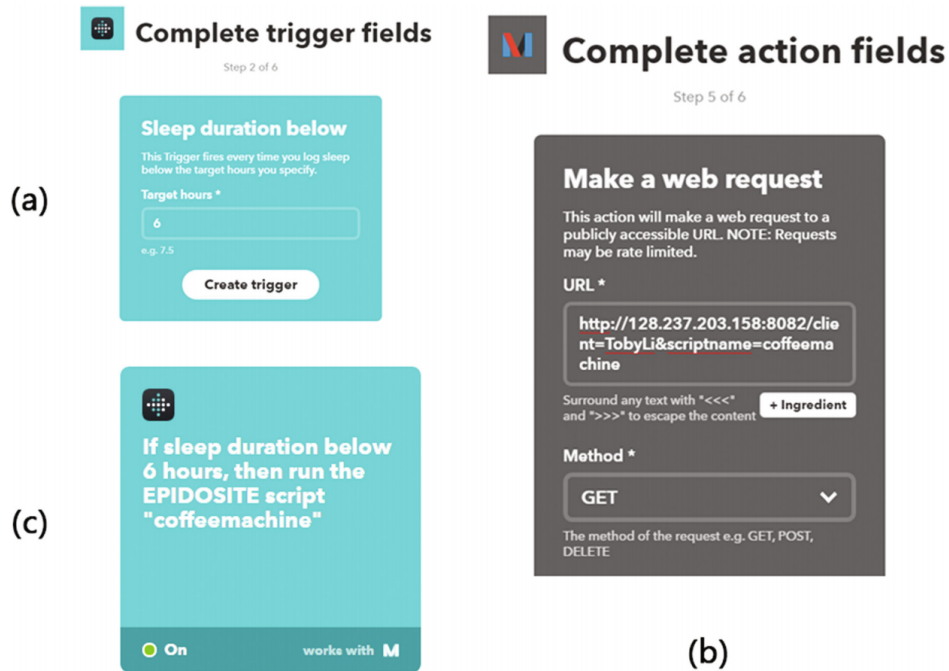 Complete trigger fields
Step 2 of 6
(a)
Sleep duration below
This Trigger fires every time you log sleep
below the target hours you specify.
Target hours *
6
e.g. 7.5
Create trigger
(c)
If sleep duration below
6 hours, then run the
EPIDOSITE script
"coffeemachine"
On
works with M
Complete action fields
Step 5 of 6
Make a web request
This action will make a web request to a
publicly accessible URL. NOTE: Requests
may be rate limited.
URL *
http://128.237.203.158:8082/clie
nt=TobyLi&scriptname=coffeema
chine
Surround any text with "<<<"
and ">>>" to escape the content
+ Ingredient
Method *
GET
The method of the request e.g. GET, POST,
DELETE
(b)